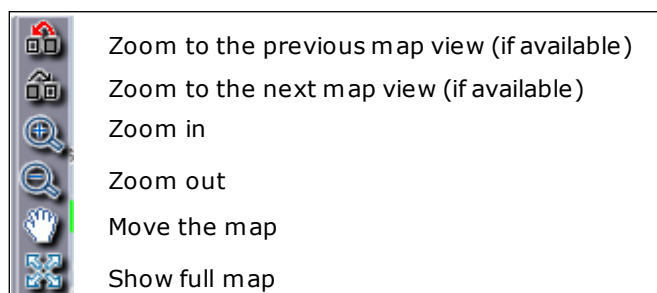 Zoom to the previous map view (if available)
Zoom to the next map view (if available)
Zoom in
Zoom out
Move the map
Show full map